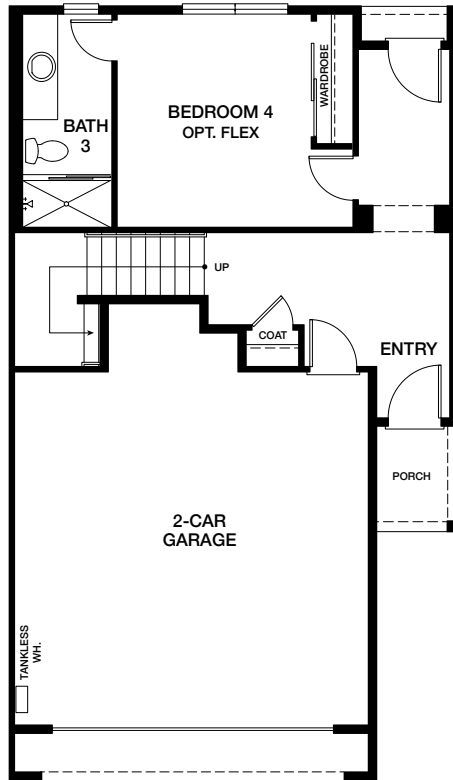 WARDROBE
BEDROOM 4
OPT. FLEX
BATH
3
UP
COAT
ENTRY
PORCH
2-CAR
GARAGE
TANKLESS
WH.